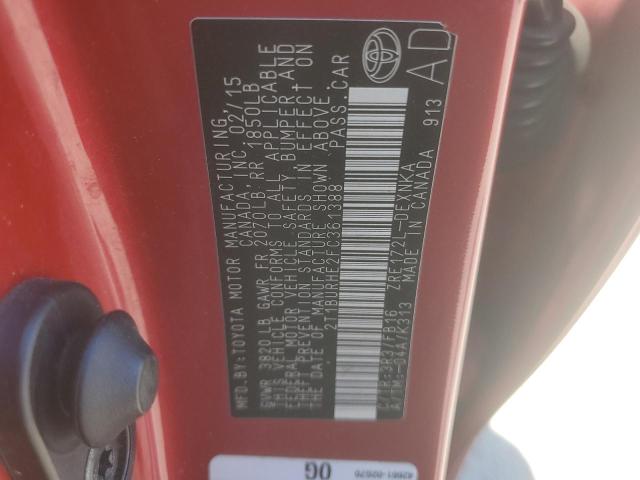 MFD.BY:TOYOTA MOTOR MANUFACTURING,
CANADA, INC. 02/15
GVWR 3820LB GAWR FR 2070LB,RR 1850LB
THIS VEHICLE CONFORMS TO ALL APPLICABLE
FEDERAL MOTOR VEHICLE SAFETY, BUMPER,AND
THEFT PREVENTION STANDARDS IN EFFECT ON
THE DATE OF MANUFACTURE SHOWN ABOVE.
2T1BURHE2FC361388 PASS.CAR
C/TR:3R3/FB16 ZRE172L-DEXNKA
A/TM:-04A/K313 MADE IN CANADA 913
AD
0G